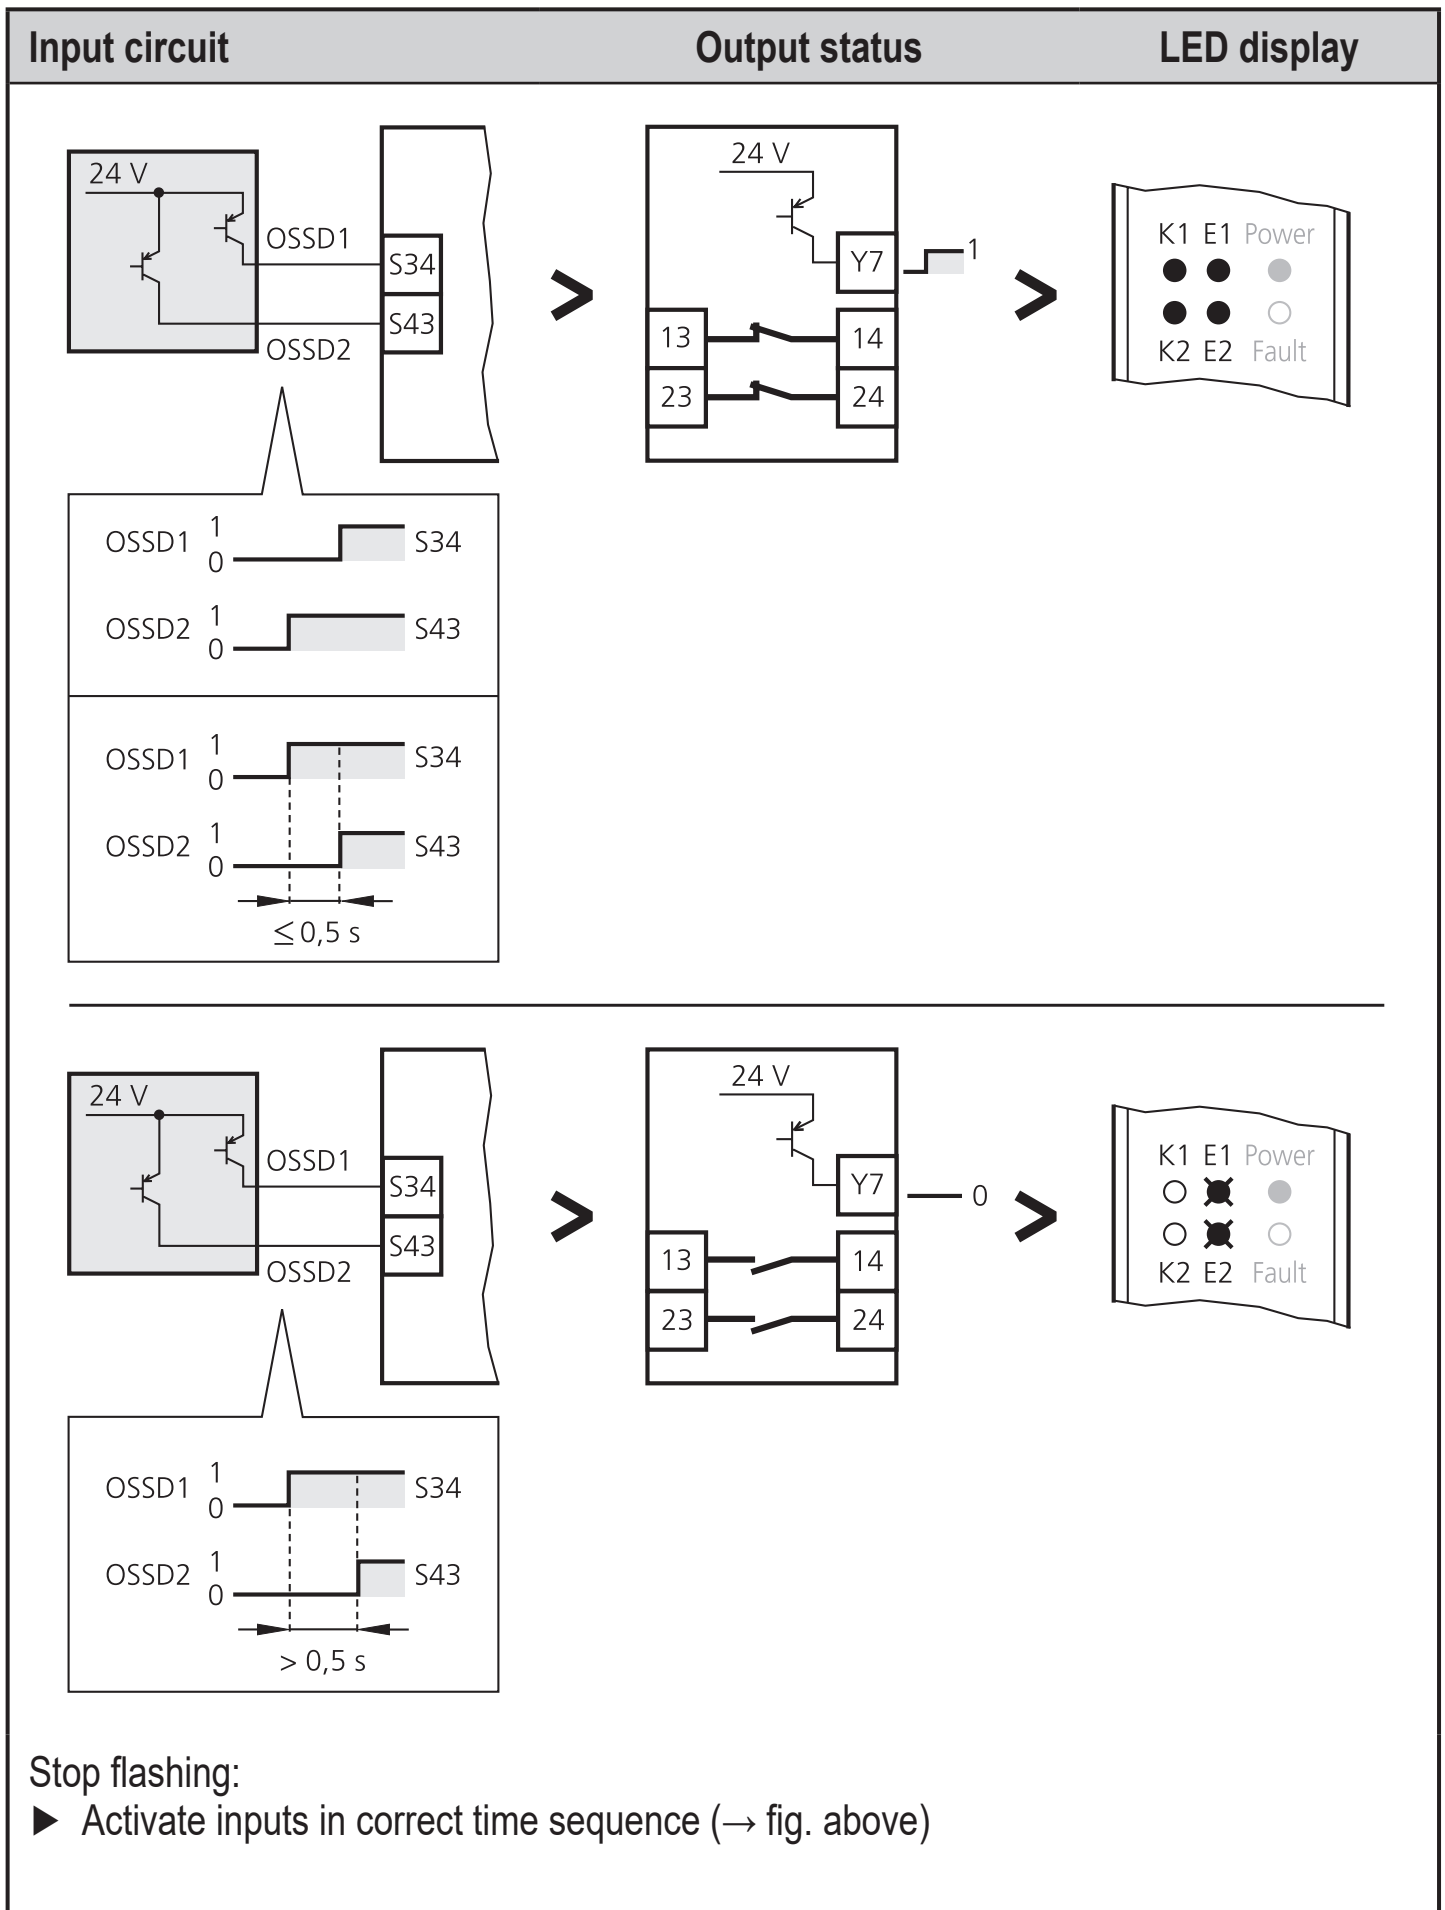 Input circuit Output status LED display
24 V
OSSD1
S34
S43
OSSD2
24 V
Y7
1
13 14
23 24
K1 E1 Power
K2 E2 Fault
OSSD1 1 0 S34
OSSD2 1 0 S43
OSSD1 1 0 S34
OSSD2 1 0 S43
≤ 0,5 s
24 V
OSSD1
S34
S43
OSSD2
24 V
Y7
0
13 14
23 24
K1 E1 Power
K2 E2 Fault
OSSD1 1 0 S34
OSSD2 1 0 S43
> 0,5 s
Stop flashing:
► Activate inputs in correct time sequence (→ fig. above)